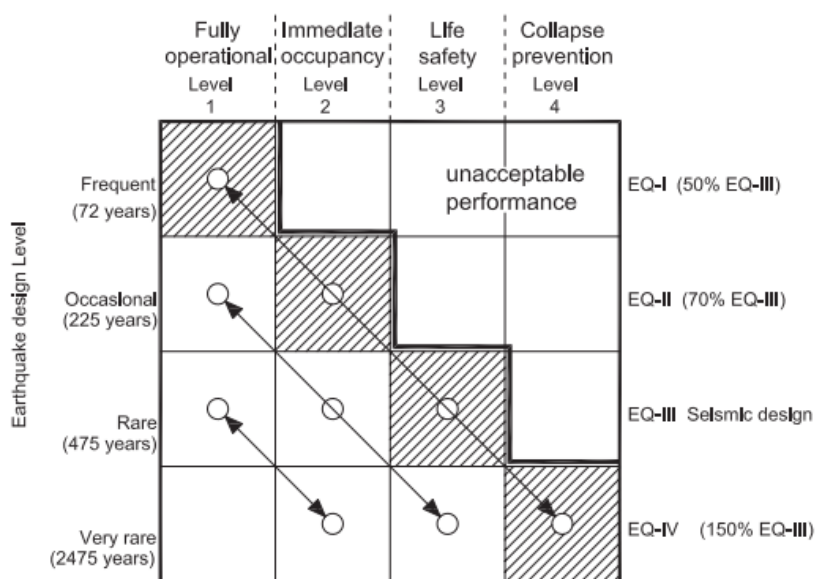 Fully operational
Immediate occupancy
Life safety
Collapse prevention
Level 1
Level 2
Level 3
Level 4
Earthquake design Level
Frequent
(72 years)
unacceptable
performance
EQ-I (50% EQ-III)
Occasional
(225 years)
EQ-II (70% EQ-III)
Rare
(475 years)
EQ-III Seismic design
Very rare
(2475 years)
EQ-IV (150% EQ-III)